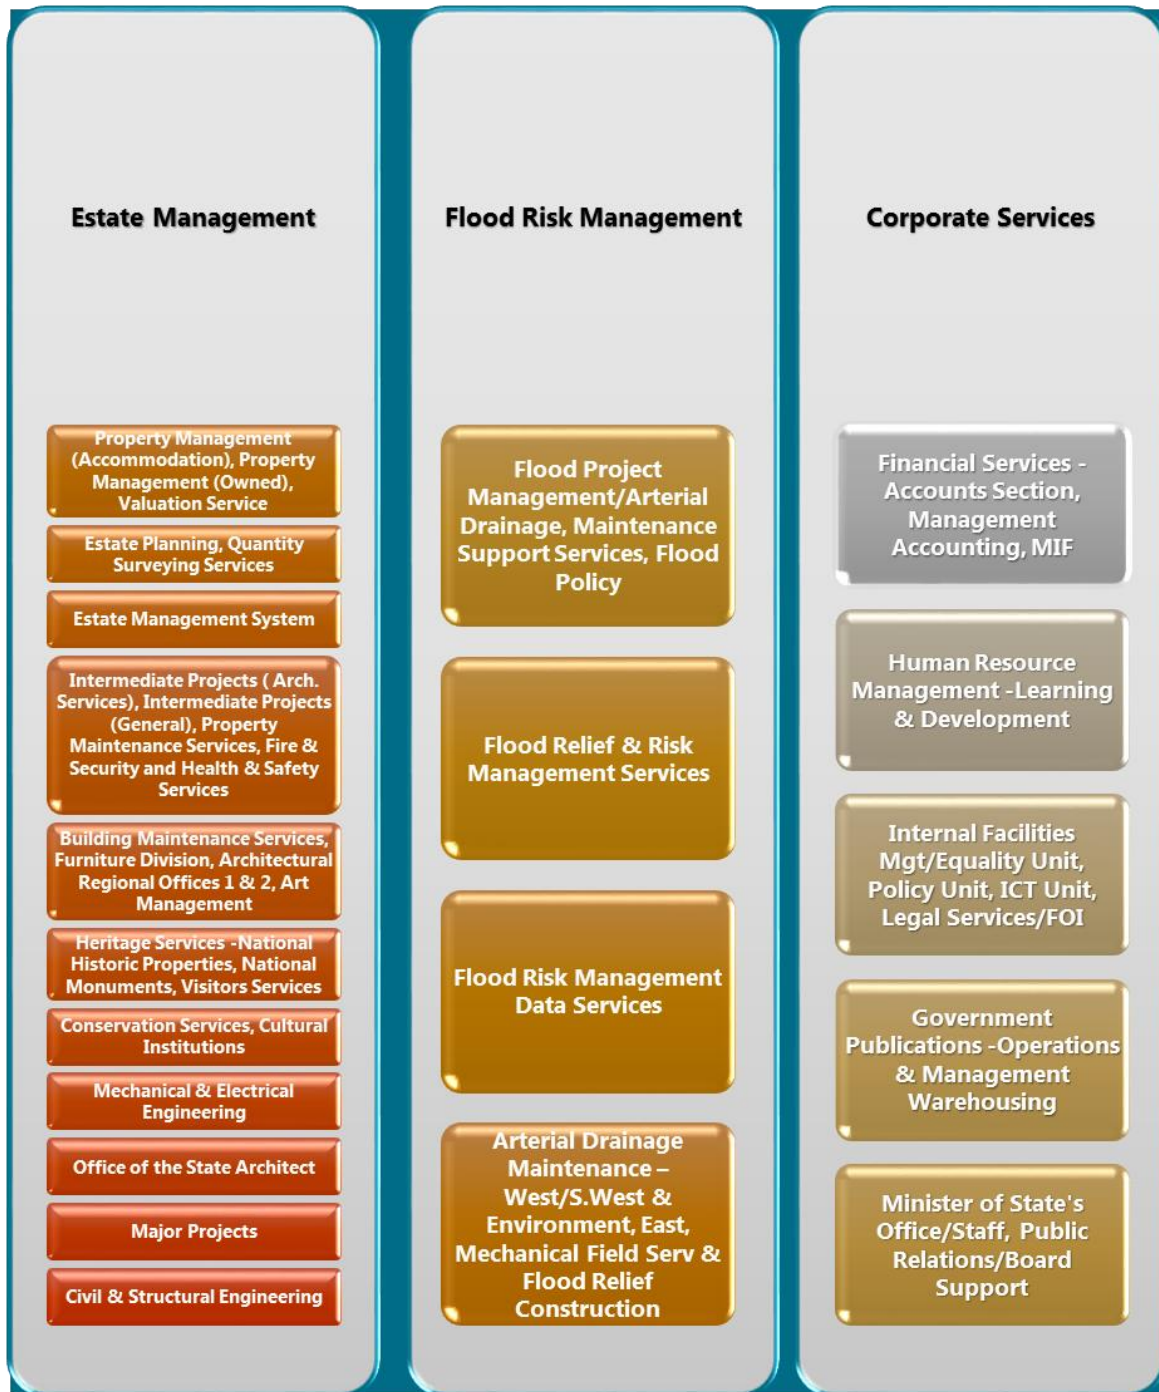 Estate Management
Property Management
(Accommodation), Property
Management (Owned),
Valuation Service
Estate Planning, Quantity
Surveying Services
Estate Management System
Intermediate Projects ( Arch.
Services), Intermediate Projects
(General), Property
Maintenance Services, Fire &
Security and Health & Safety
Services
Building Maintenance Services,
Furniture Division, Architectural
Regional Offices 1 & 2, Art
Management
Heritage Services -National
Historic Properties, National
Monuments, Visitors Services
Conservation Services, Cultural
Institutions
Mechanical & Electrical
Engineering
Office of the State Architect
Major Projects
Civil & Structural Engineering
Flood Risk Management
Flood Project
Management/Arterial
Drainage, Maintenance
Support Services, Flood
Policy
Flood Relief & Risk
Management Services
Flood Risk Management
Data Services
Arterial Drainage
Maintenance –
West/S.West &
Environment, East,
Mechanical Field Serv &
Flood Relief
Construction
Corporate Services
Financial Services -
Accounts Section,
Management
Accounting, MIF
Human Resource
Management -Learning
& Development
Internal Facilities
Mgt/Equality Unit,
Policy Unit, ICT Unit,
Legal Services/FOI
Government
Publications -Operations
& Management
Warehousing
Minister of State's
Office/Staff, Public
Relations/Board
Support